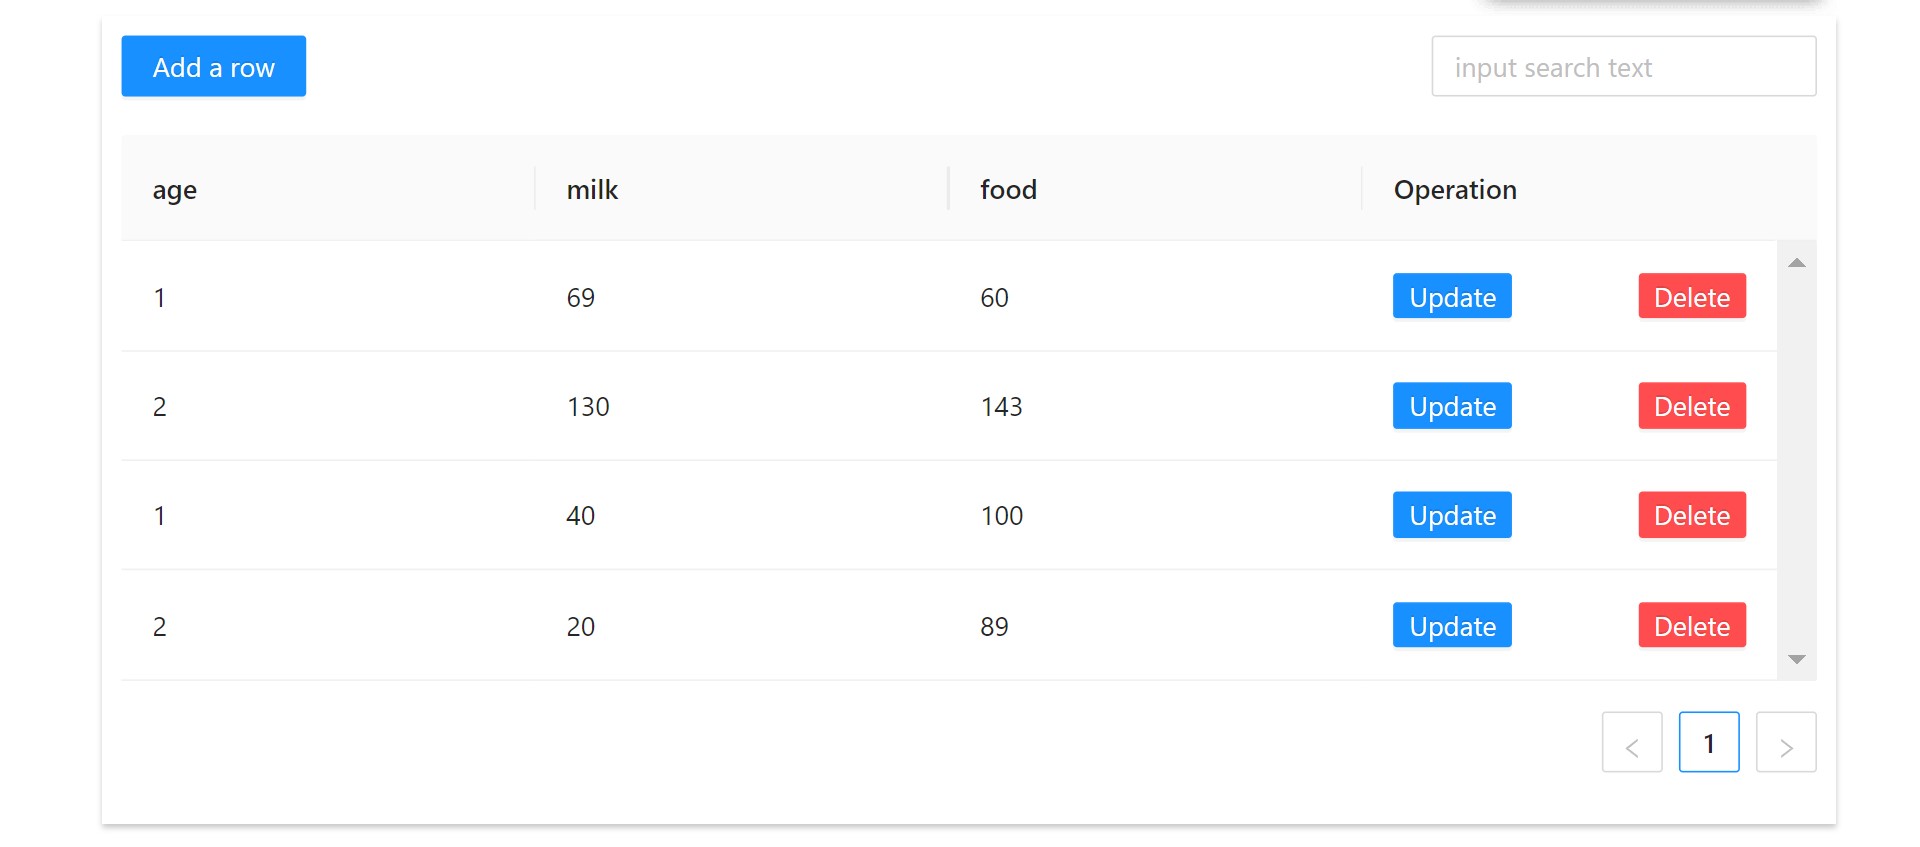 Add a row input search text
age milk food Operation
1 69 60 Update Delete
2 130 143 Update Delete
1 40 100 Update Delete
2 20 89 Update Delete
< 1 >